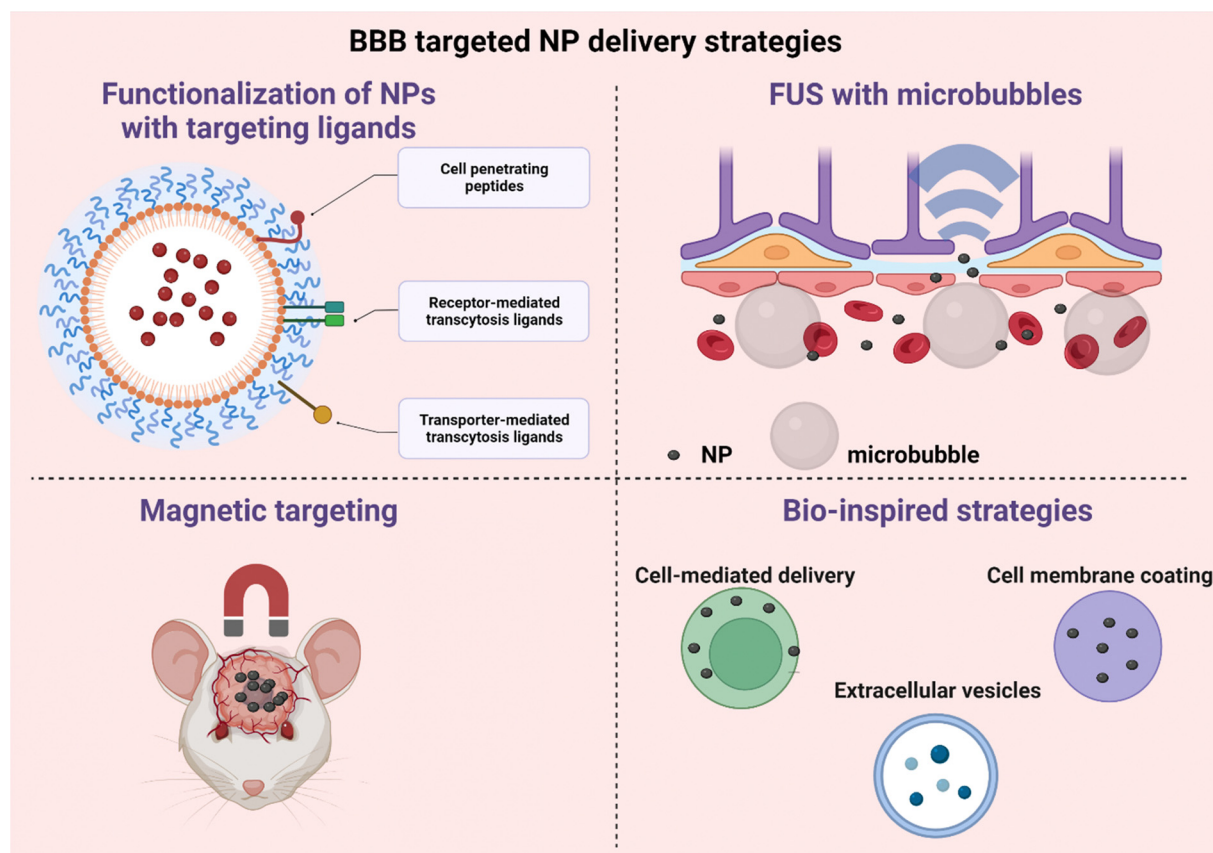 BBB targeted NP delivery strategies
Functionalization of NPs
with targeting ligands
Cell penetrating
peptides
Receptor-mediated
transcytosis ligands
Transporter-mediated
transcytosis ligands
FUS with microbubbles
NP
microbubble
Magnetic targeting
Bio-inspired strategies
Cell-mediated delivery
Cell membrane coating
Extracellular vesicles